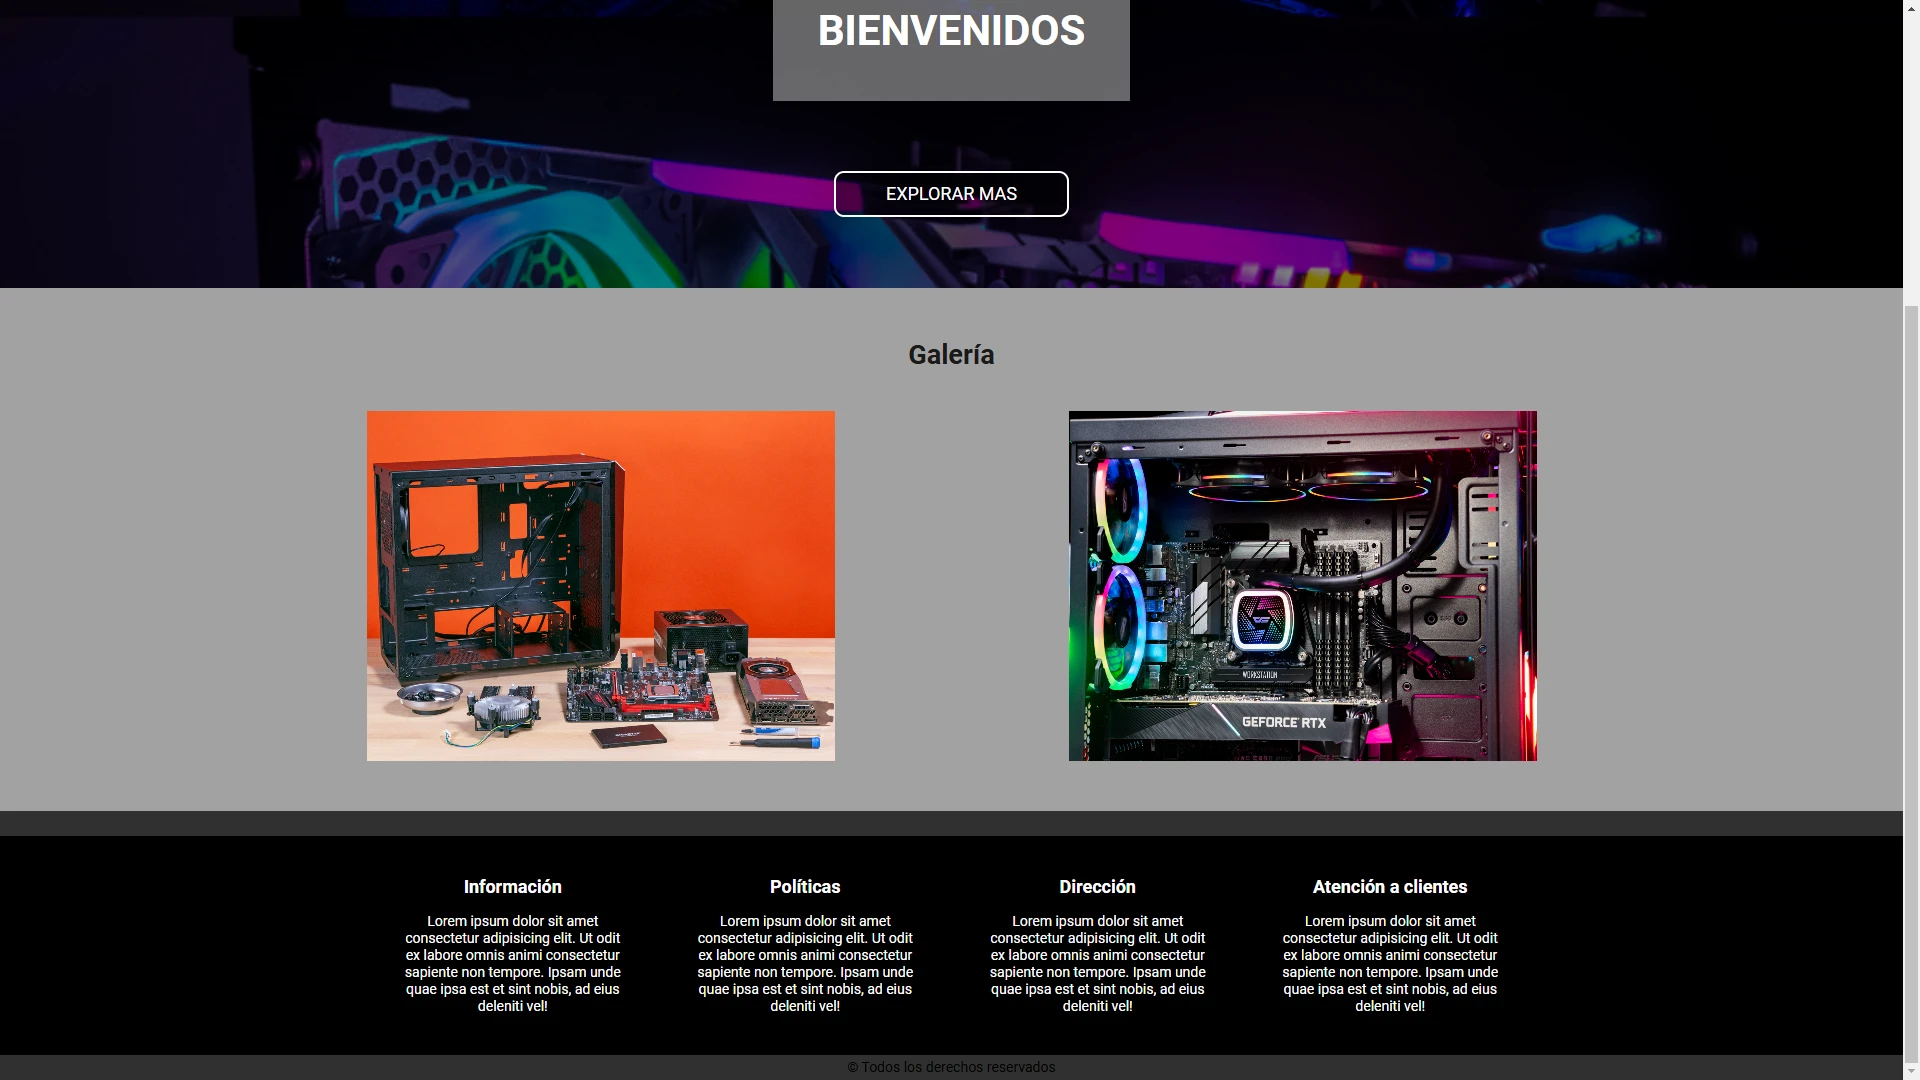 BIENVENIDOS
EXPLORAR MAS
Galería
WORKSTATION
GEFORCE RTX
Información
Lorem ipsum dolor sit amet
consectetur adipisicing elit. Ut odit
ex labore omnis animi consectetur
sapiente non tempore. Ipsam unde
quae ipsa est et sint nobis, ad eius
deleniti vel!
Políticas
Lorem ipsum dolor sit amet
consectetur adipisicing elit. Ut odit
ex labore omnis animi consectetur
sapiente non tempore. Ipsam unde
quae ipsa est et sint nobis, ad eius
deleniti vel!
Dirección
Lorem ipsum dolor sit amet
consectetur adipisicing elit. Ut odit
ex labore omnis animi consectetur
sapiente non tempore. Ipsam unde
quae ipsa est et sint nobis, ad eius
deleniti vel!
Atención a clientes
Lorem ipsum dolor sit amet
consectetur adipisicing elit. Ut odit
ex labore omnis animi consectetur
sapiente non tempore. Ipsam unde
quae ipsa est et sint nobis, ad eius
deleniti vel!
© Todos los derechos reservados